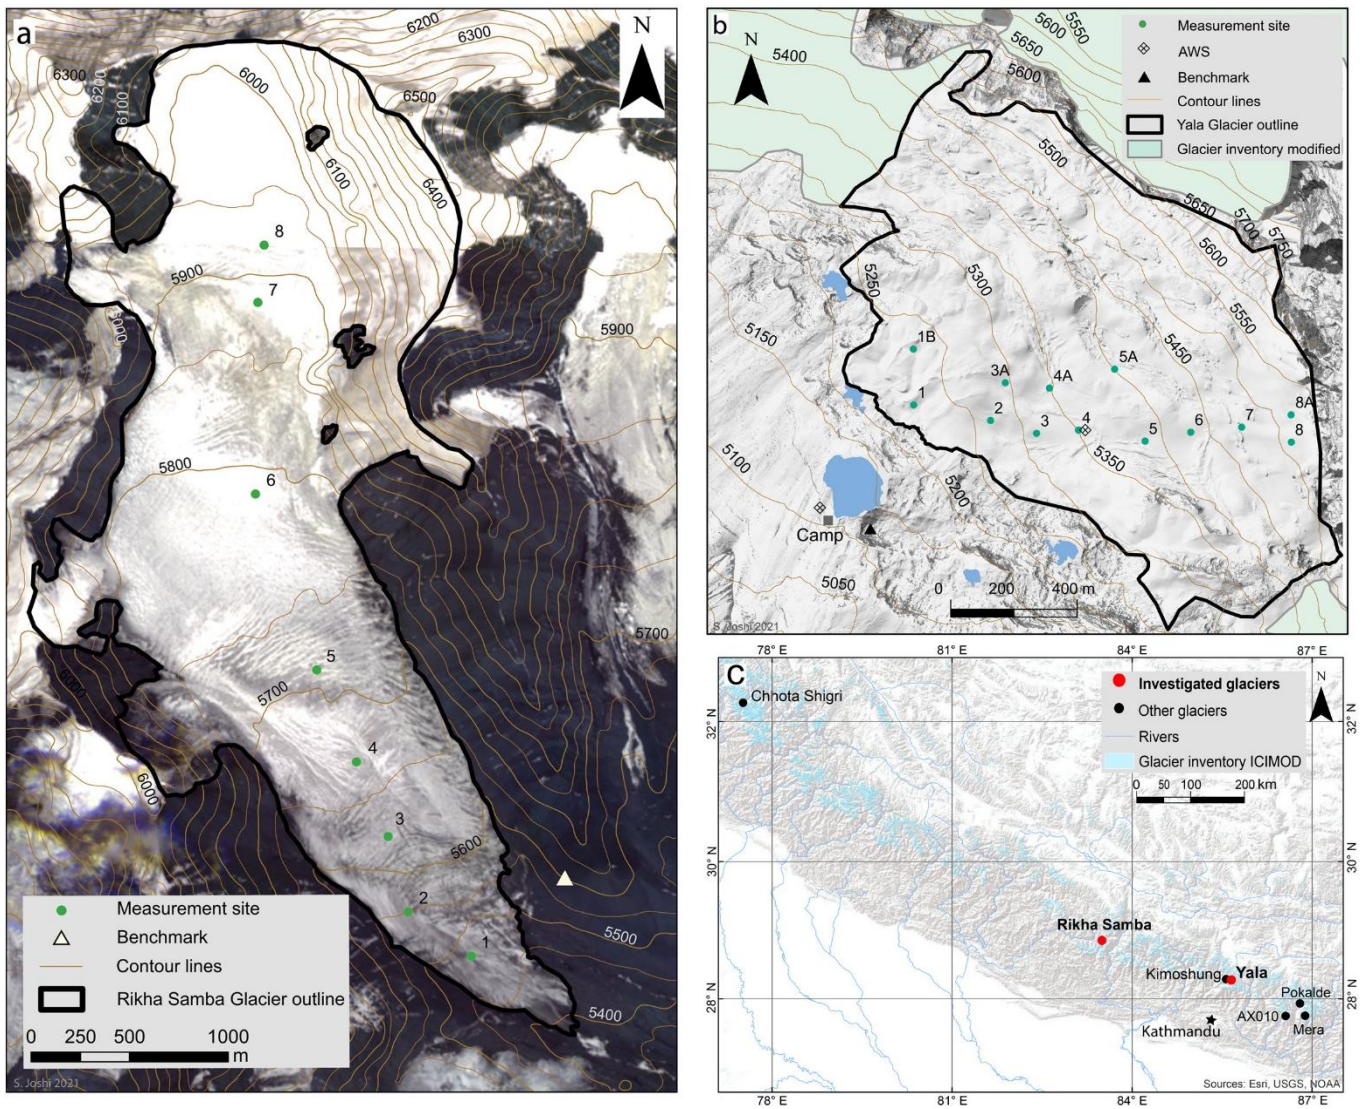 a
N
6200
6300
6300
6200
6100
6000
6500
6100
6400
8
5900
7
6000
5900
5800
6
5700
5
5700
6000
4
6000
3
5600
2
1
5500
5400
Measurement site
Benchmark
Contour lines
Rikha Samba Glacier outline
0 250 500 1000
m
S. Joshi 2021
b
N
5400
5600
5650
5550
5600
Measurement site
AWS
Benchmark
Contour lines
Yala Glacier outline
Glacier inventory modified
5500
5650
5700
5750
5600
5250
5300
5150
5550
5450
1B
3A
4A
5A
1
2
3
4
5
6
7
8A
8
5350
5100
5200
Camp
5050
0 200 400 m
S. Joshi 2021
78° E 81° E 84° E 87° E
c
Chhota Shigri
Investigated glaciers
Other glaciers
Rivers
Glacier inventory ICIMOD
0 50 100 200 km
N
32° N
32° N
30° N
30° N
28° N
28° N
Rikha Samba
Kimoshung
Yala
Pokalde
AX010
Mera
Kathmandu
Sources: Esri, USGS, NOAA
78° E 81° E 84° E 87° E